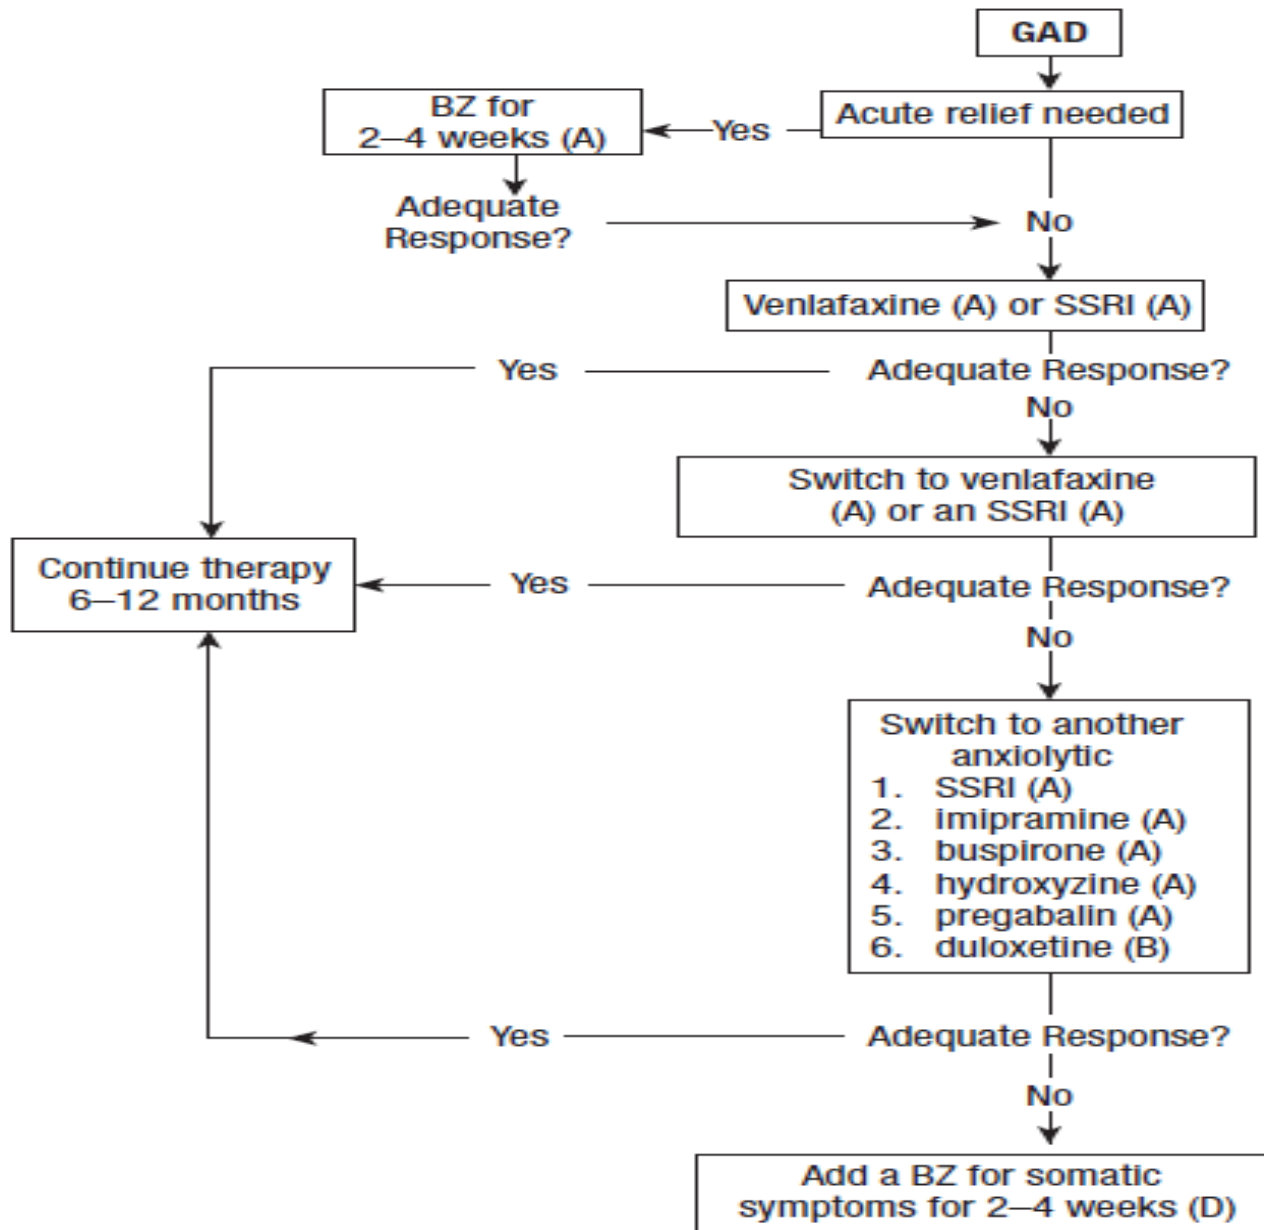 GAD
Acute relief needed
Yes
BZ for
2–4 weeks (A)
Adequate
Response?
No
Venlafaxine (A) or SSRI (A)
Adequate Response?
Yes
No
Switch to venlafaxine
(A) or an SSRI (A)
Adequate Response?
Yes
Continue therapy
6–12 months
No
Switch to another
anxiolytic
1. SSRI (A)
2. imipramine (A)
3. buspirone (A)
4. hydroxyzine (A)
5. pregabalin (A)
6. duloxetine (B)
Adequate Response?
Yes
No
Add a BZ for somatic
symptoms for 2–4 weeks (D)